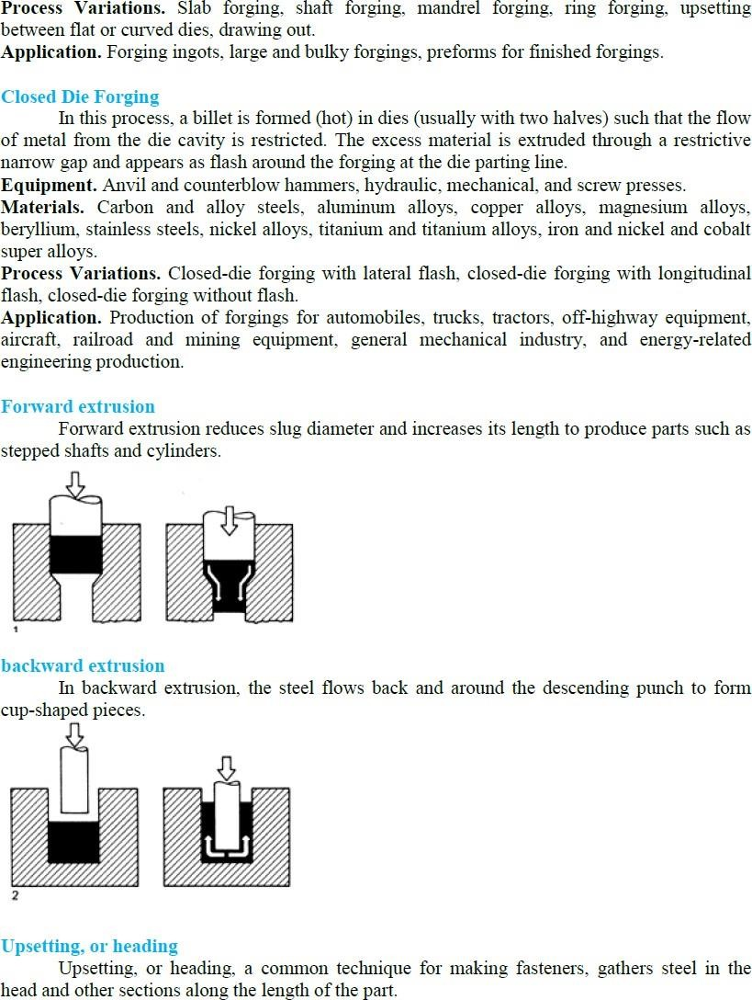 Process Variations. Slab forging, shaft forging, mandrel forging, ring forging, upsetting
between flat or curved dies, drawing out.
Application. Forging ingots, large and bulky forgings, preforms for finished forgings.
Closed Die Forging
In this process, a billet is formed (hot) in dies (usually with two halves) such that the flow
of metal from the die cavity is restricted. The excess material is extruded through a restrictive
narrow gap and appears as flash around the forging at the die parting line.
Equipment. Anvil and counterblow hammers, hydraulic, mechanical, and screw presses.
Materials. Carbon and alloy steels, aluminum alloys, copper alloys, magnesium alloys,
beryllium, stainless steels, nickel alloys, titanium and titanium alloys, iron and nickel and cobalt
super alloys.
Process Variations. Closed-die forging with lateral flash, closed-die forging with longitudinal
flash, closed-die forging without flash.
Application. Production of forgings for automobiles, trucks, tractors, off-highway equipment,
aircraft, railroad and mining equipment, general mechanical industry, and energy-related
engineering production.
Forward extrusion
Forward extrusion reduces slug diameter and increases its length to produce parts such as
stepped shafts and cylinders.
1
backward extrusion
In backward extrusion, the steel flows back and around the descending punch to form
cup-shaped pieces.
2
Upsetting, or heading
Upsetting, or heading, a common technique for making fasteners, gathers steel in the
head and other sections along the length of the part.